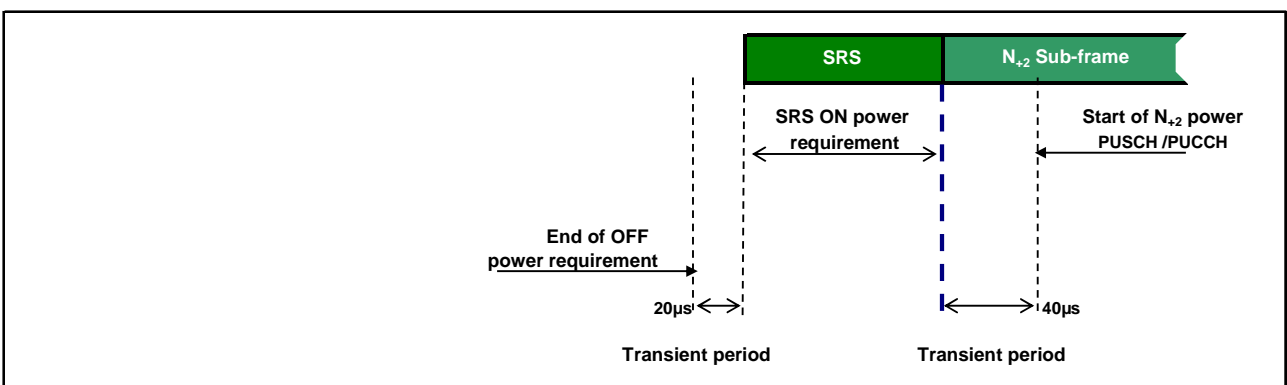 SRS
N+2 Sub-frame
SRS ON power
requirement
Start of N+2 power
PUSCH /PUCCH
End of OFF
power requirement
20µs
40µs
Transient period
Transient period